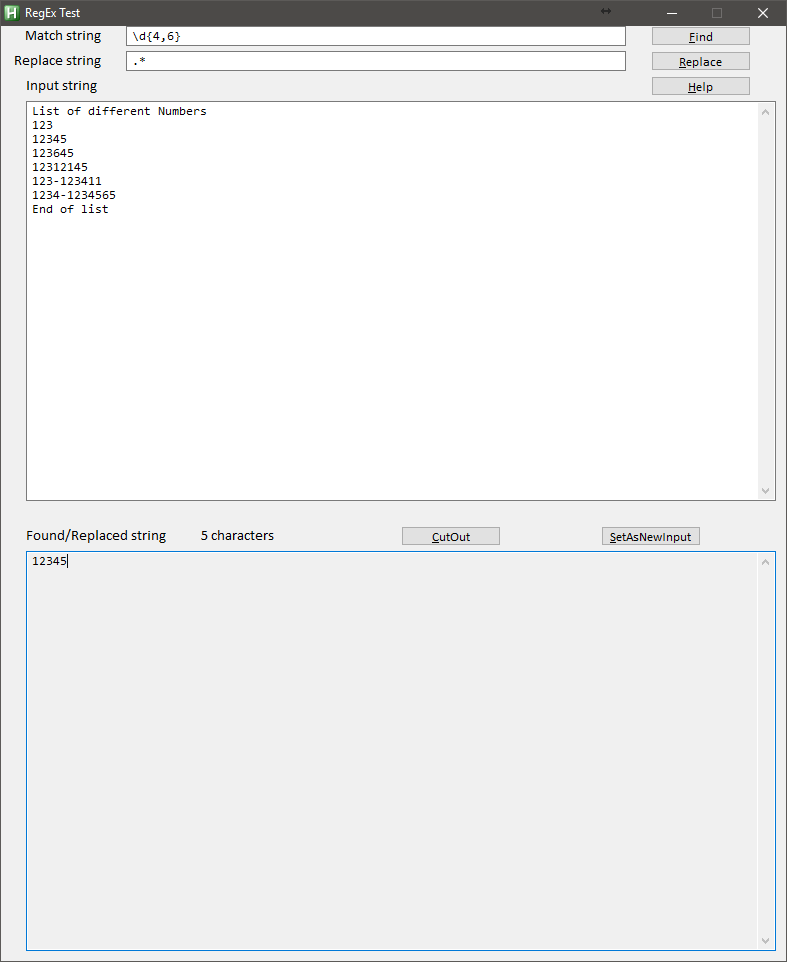 RegEx Test
Match string \d{4,6} Find
Replace string .* Replace
Input string Help
List of different Numbers
123
12345
123645
12312145
123-123411
1234-1234565
End of list
Found/Replaced string 5 characters CutOut SetAsNewInput
12345